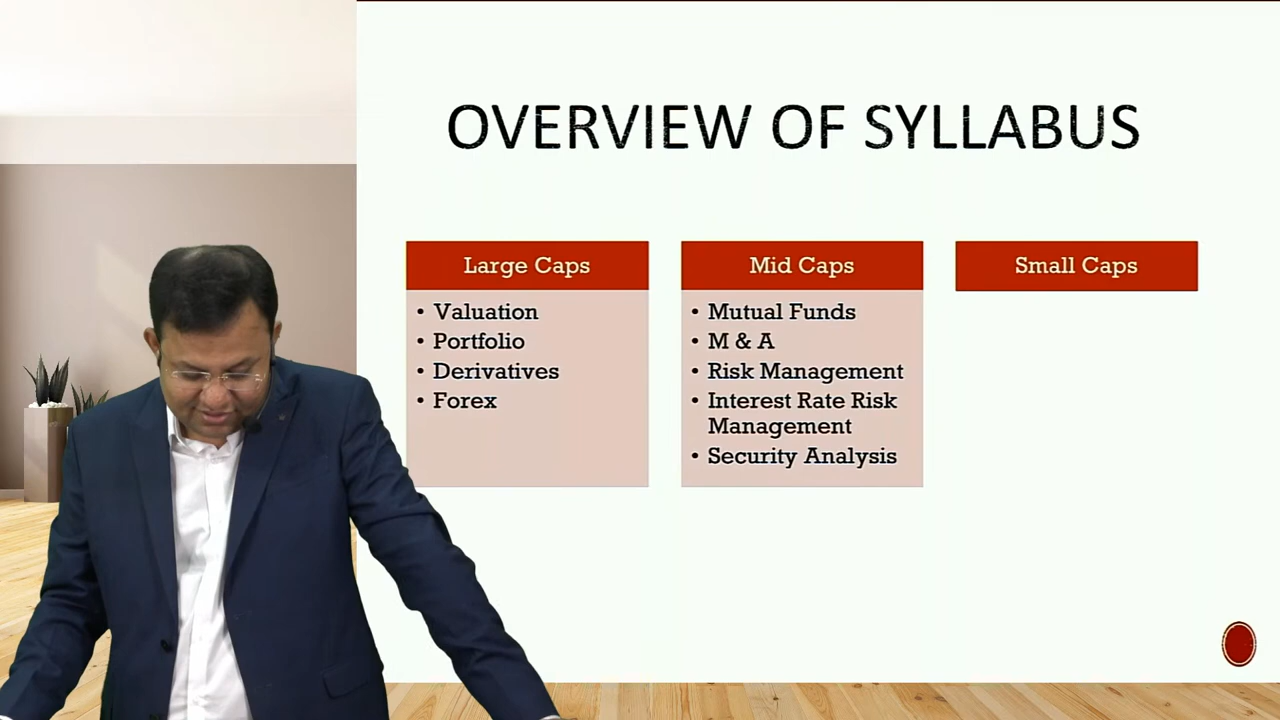 OVERVIEW OF SYLLABUS
Large Caps
• Valuation
• Portfolio
• Derivatives
• Forex
Mid Caps
• Mutual Funds
• M & A
• Risk Management
• Interest Rate Risk
Management
• Security Analysis
Small Caps